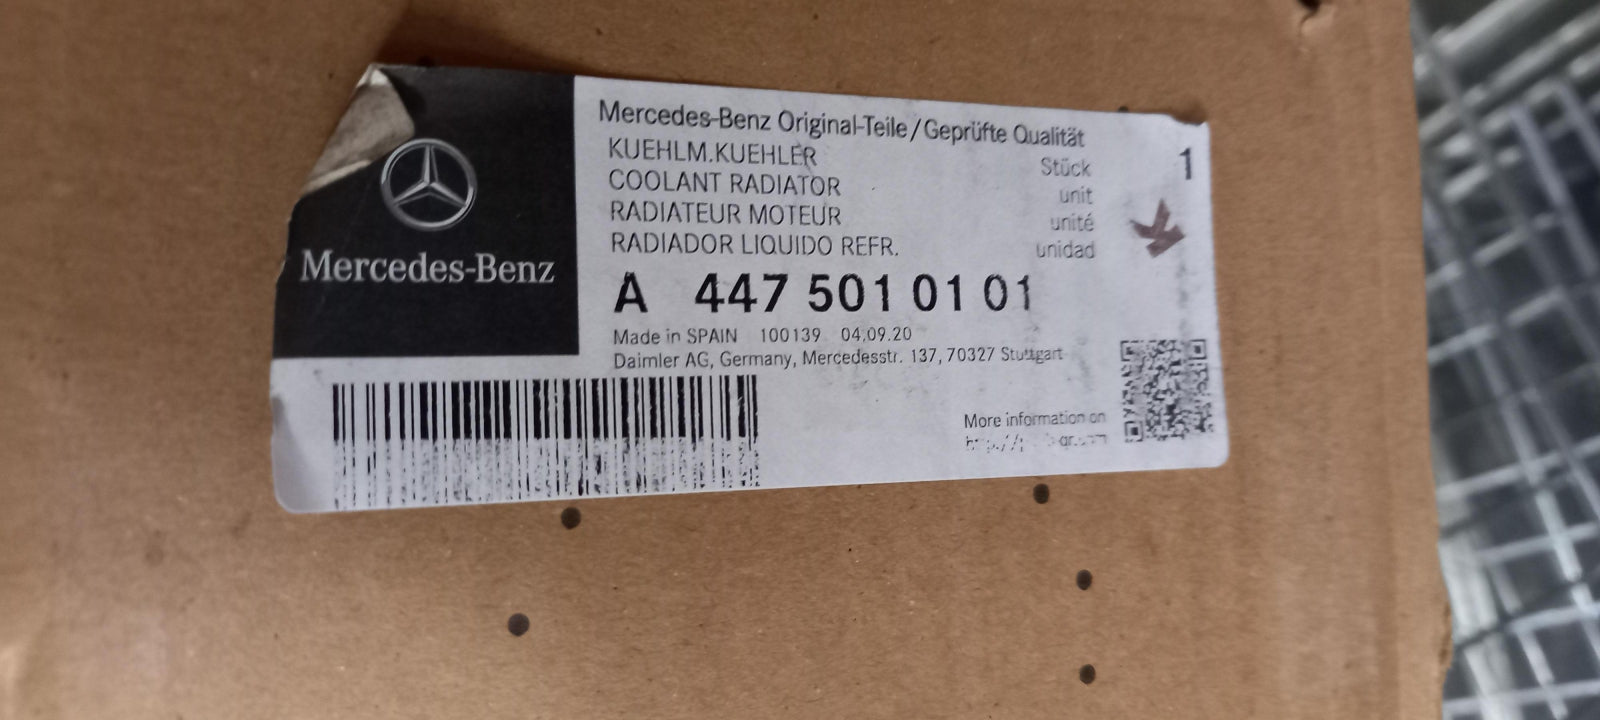 Mercedes-Benz
Mercedes-Benz Original-Teile/Geprüfte Qualität
KUEHLM.KUEHLER
COOLANT RADIATOR
RADIATEUR MOTEUR
RADIADOR LIQUIDO REFR.
Stück
unit
unité
unidad
1
A 447 501 01 01
Made in SPAIN 100139 04.09.20
Daimler AG, Germany, Mercedesstr. 137, 70327 Stuttgart
More information on